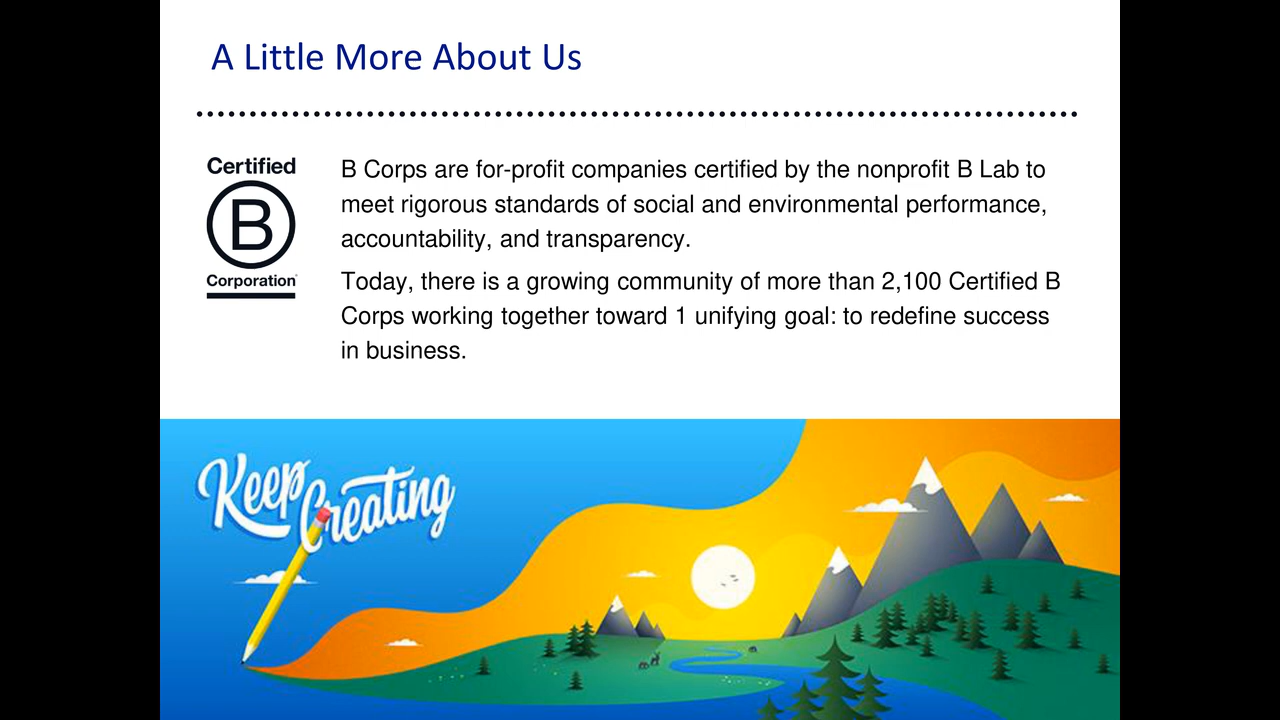 A Little More About Us
Certified
B
Corporation
B Corps are for-profit companies certified by the nonprofit B Lab to
meet rigorous standards of social and environmental performance,
accountability, and transparency.
Today, there is a growing community of more than 2,100 Certified B
Corps working together toward 1 unifying goal: to redefine success
in business.
Keep Creating